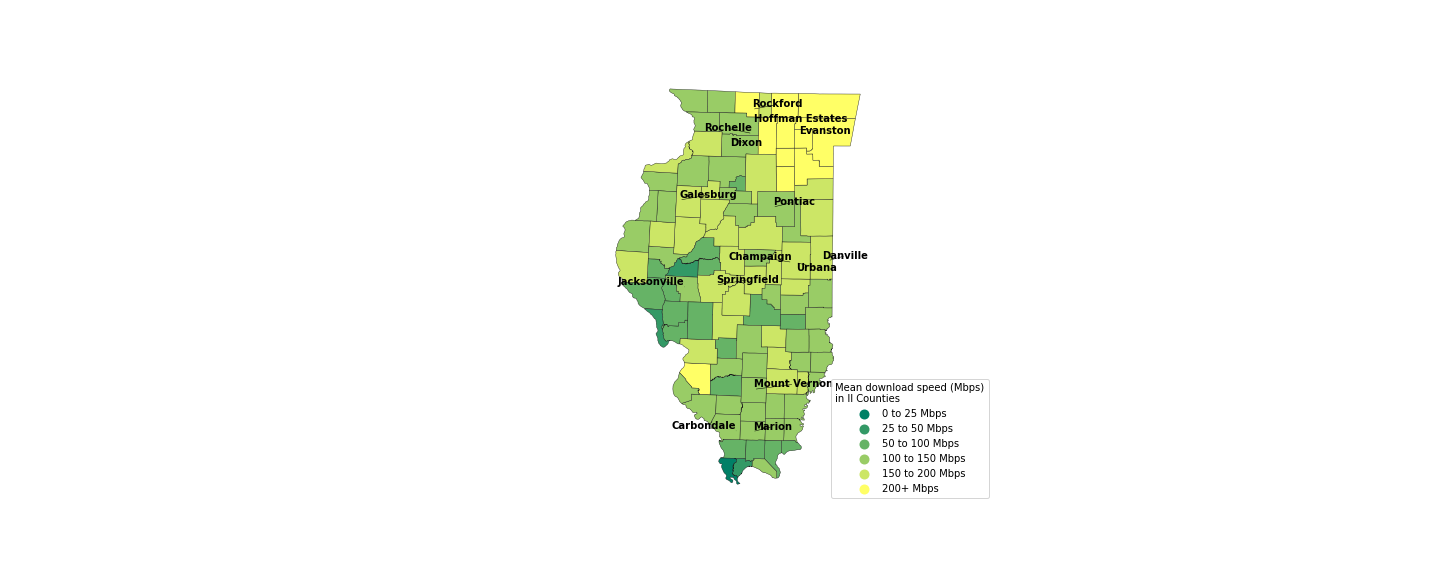 Rockford
Hoffman Estates
Rochelle
Evanston
Dixon
Galesburg
Pontiac
Champaign
Danville
Urbana
Jacksonville
Springfield
Mount Vernon
Carbondale
Marion
Mean download speed (Mbps)
in Il Counties
0 to 25 Mbps
25 to 50 Mbps
50 to 100 Mbps
100 to 150 Mbps
150 to 200 Mbps
200+ Mbps